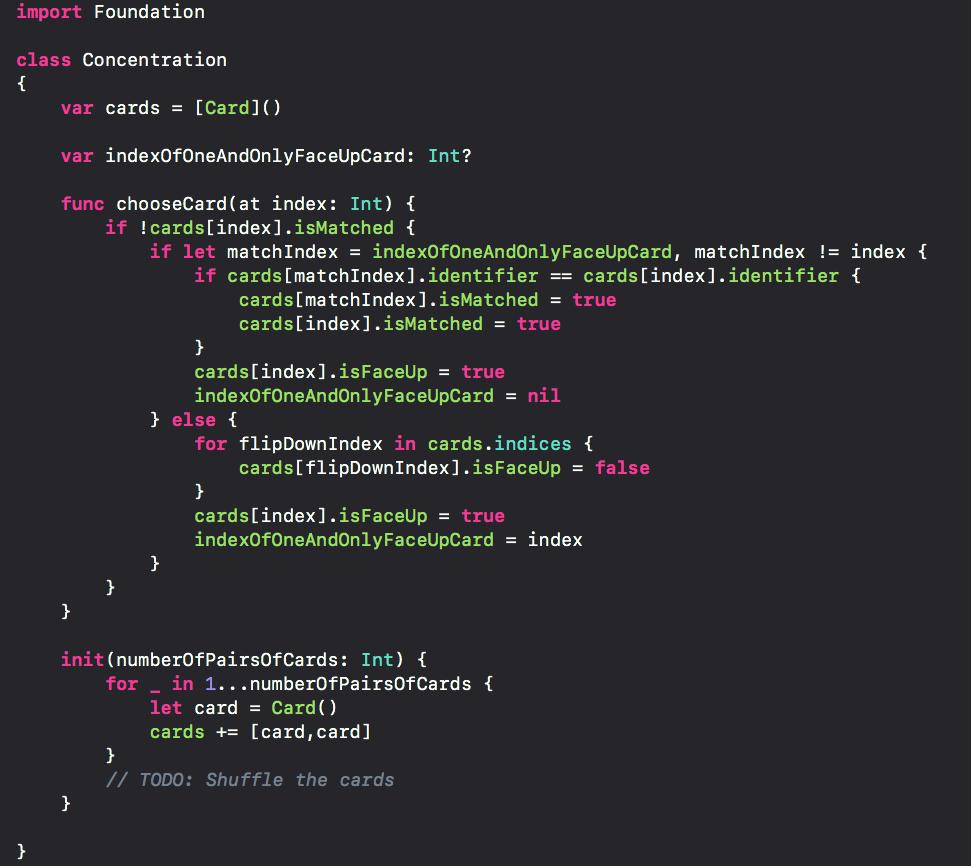 import Foundation

class Concentration
{
    var cards = [Card]()

    var indexOfOneAndOnlyFaceUpCard: Int?

    func chooseCard(at index: Int) {
        if !cards[index].isMatched {
            if let matchIndex = indexOfOneAndOnlyFaceUpCard, matchIndex != index {
                if cards[matchIndex].identifier == cards[index].identifier {
                    cards[matchIndex].isMatched = true
                    cards[index].isMatched = true
                }
                cards[index].isFaceUp = true
                indexOfOneAndOnlyFaceUpCard = nil
            } else {
                for flipDownIndex in cards.indices {
                    cards[flipDownIndex].isFaceUp = false
                }
                cards[index].isFaceUp = true
                indexOfOneAndOnlyFaceUpCard = index
            }
        }
    }

    init(numberOfPairsOfCards: Int) {
        for _ in 1...numberOfPairsOfCards {
            let card = Card()
            cards += [card,card]
        }
        // TODO: Shuffle the cards
    }

}